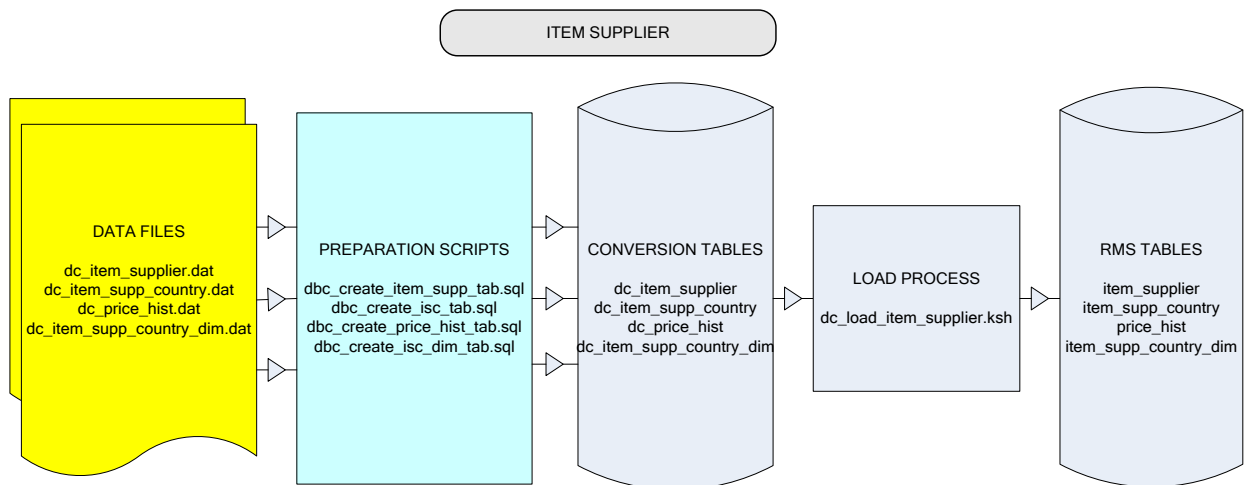 ITEM SUPPLIER
DATA FILES
dc_item_supplier.dat
dc_item_supp_country.dat
dc_price_hist.dat
dc_item_supp_country_dim.dat
PREPARATION SCRIPTS
dbc_create_item_supp_tab.sql
dbc_create_isc_tab.sql
dbc_create_price_hist_tab.sql
dbc_create_isc_dim_tab.sql
CONVERSION TABLES
dc_item_supplier
dc_item_supp_country
dc_price_hist
dc_item_supp_country_dim
LOAD PROCESS
dc_load_item_supplier.ksh
RMS TABLES
item_supplier
item_supp_country
price_hist
item_supp_country_dim